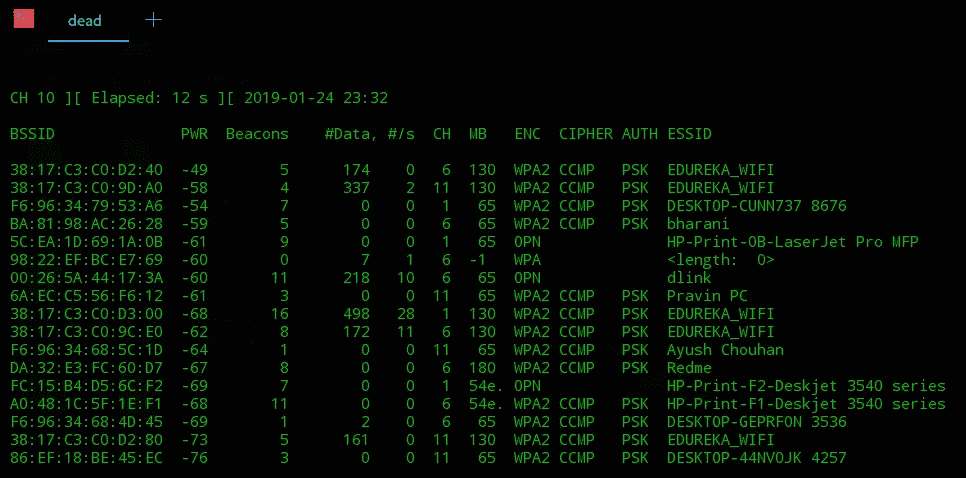 dead
CH 10 ][ Elapsed: 12 s ][ 2019-01-24 23:32
BSSID PWR Beacons #Data, #/s CH MB ENC CIPHER AUTH ESSID
38:17:C3:C0:D2:40 -49 5 174 0 6 130 WPA2 CCMP PSK EDUREKA_WIFI
38:17:C3:C0:9D:A0 -58 4 337 2 11 130 WPA2 CCMP PSK EDUREKA_WIFI
F6:96:34:79:53:A6 -54 7 0 0 1 65 WPA2 CCMP PSK DESKTOP-CUNN737 8676
BA:81:98:AC:26:28 -59 5 0 0 6 65 WPA2 CCMP PSK bharani
5C:EA:1D:69:1A:0B -61 9 0 0 1 65 OPN HP-Print-0B-LaserJet Pro MFP
98:22:EF:BC:E7:69 -60 0 7 1 6 -1 WPA <length: 0>
00:26:5A:44:17:3A -60 11 218 10 6 65 OPN dlink
6A:EC:C5:56:F6:12 -61 3 0 0 11 65 WPA2 CCMP PSK Pravin PC
38:17:C3:C0:D3:00 -68 16 498 28 1 130 WPA2 CCMP PSK EDUREKA_WIFI
38:17:C3:C0:9C:E0 -62 8 172 11 6 130 WPA2 CCMP PSK EDUREKA_WIFI
F6:96:34:68:5C:1D -64 1 0 0 11 65 WPA2 CCMP PSK Ayush Chouhan
DA:32:E3:FC:60:D7 -67 8 0 0 6 180 WPA2 CCMP PSK Redme
FC:15:B4:D5:6C:F2 -69 7 0 0 1 54e. OPN HP-Print-F2-Deskjet 3540 series
A0:48:1C:5F:1E:F1 -68 11 0 0 6 54e. WPA2 CCMP PSK HP-Print-F1-Deskjet 3540 series
F6:96:34:68:4D:45 -69 1 2 0 6 65 WPA2 CCMP PSK DESKTOP-GEPRFON 3536
38:17:C3:C0:D2:80 -73 5 161 0 11 130 WPA2 CCMP PSK EDUREKA_WIFI
86:EF:18:BE:45:EC -76 3 0 0 11 65 WPA2 CCMP PSK DESKTOP-44NVOJK 4257